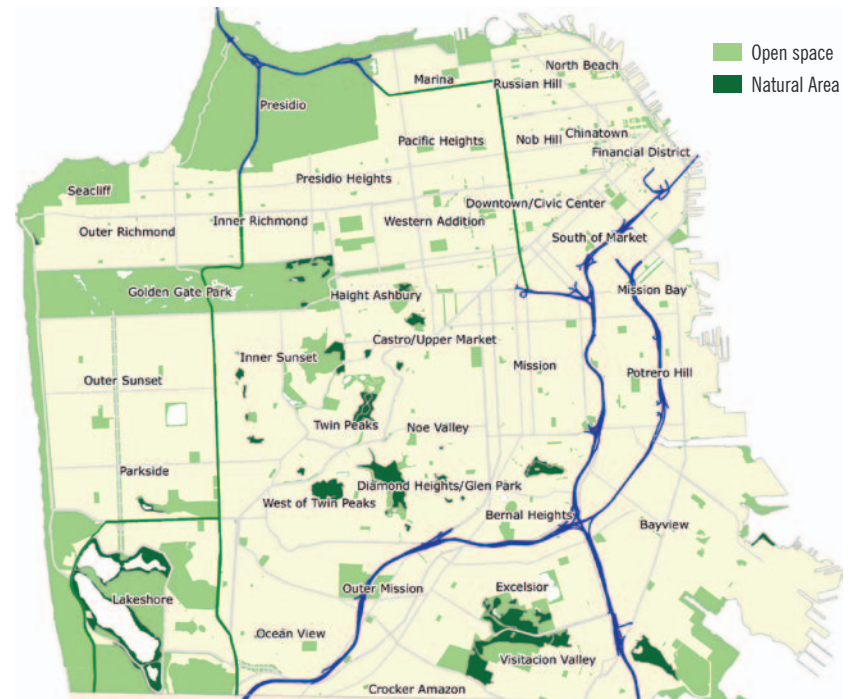 Open space
Natural Area
North Beach
Marina
Russian Hill
Presidio
Chinatown
Pacific Heights
Nob Hill
Financial District
Presidio Heights
Seacliff
Downtown/Civic Center
Inner Richmond
Western Addition
Outer Richmond
South of Market
Golden Gate Park
Haight Ashbury
Mission Bay
Castro/Upper Market
Inner Sunset
Mission
Potrero Hill
Outer Sunset
Twin Peaks
Noe Valley
Parkside
Diamond Heights/Glen Park
West of Twin Peaks
Bernal Heights
Bayview
Outer Mission
Excelsior
Lakeshore
Ocean View
Visitacion Valley
Crocker Amazon